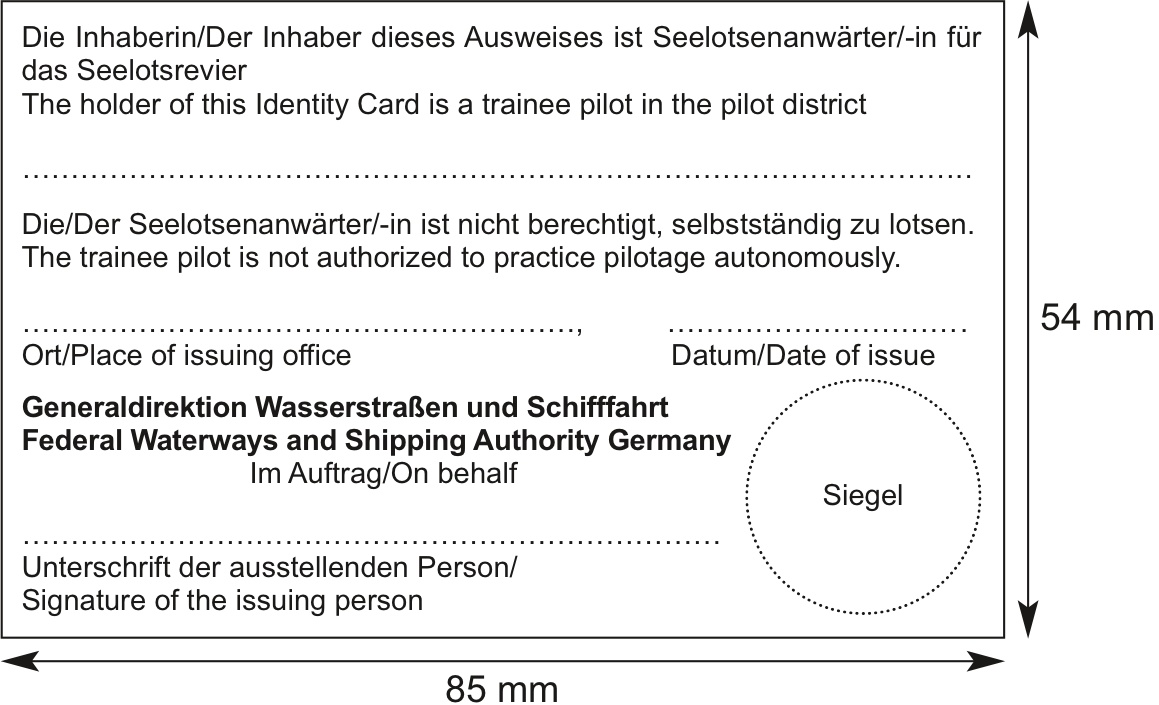 Die Inhaberin/Der Inhaber dieses Ausweises ist Seelotsenanwärter/-in für
das Seelotsrevier
The holder of this Identity Card is a trainee pilot in the pilot district
………………………………………………………………………………………
Die/Der Seelotsenanwärter/-in ist nicht berechtigt, selbstständig zu lotsen.
The trainee pilot is not authorized to practice pilotage autonomously.
…………………………………………………, …………………………
Ort/Place of issuing office Datum/Date of issue
Generaldirektion Wasserstraßen und Schifffahrt
Federal Waterways and Shipping Authority Germany
Im Auftrag/On behalf
Siegel
………………………………………………………………
Unterschrift der ausstellenden Person/
Signature of the issuing person
54 mm
85 mm